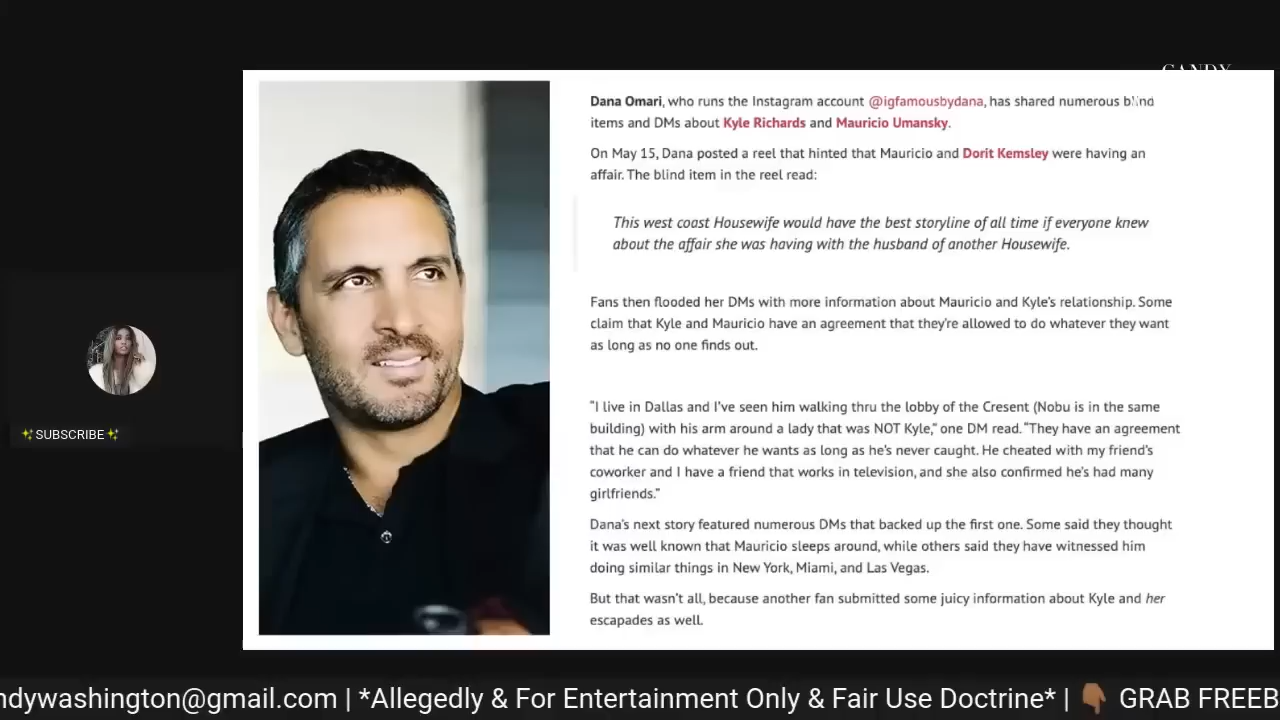 CANDY
Dana Omari, who runs the Instagram account @igfamousbydana, has shared numerous blind
items and DMs about Kyle Richards and Mauricio Umansky.
On May 15, Dana posted a reel that hinted that Mauricio and Dorit Kemsley were having an
affair. The blind item in the reel read:
This west coast Housewife would have the best storyline of all time if everyone knew
about the affair she was having with the husband of another Housewife.
Fans then flooded her DMs with more information about Mauricio and Kyle's relationship. Some
claim that Kyle and Mauricio have an agreement that they're allowed to do whatever they want
as long as no one finds out.
"I live in Dallas and I've seen him walking thru the lobby of the Cresent (Nobu is in the same
building) with his arm around a lady that was NOT Kyle," one DM read. "They have an agreement
that he can do whatever he wants as long as he's never caught. He cheated with my friend's
coworker and I have a friend that works in television, and she also confirmed he's had many
girlfriends."
Dana's next story featured numerous DMs that backed up the first one. Some said they thought
it was well known that Mauricio sleeps around, while others said they have witnessed him
doing similar things in New York, Miami, and Las Vegas.
But that wasn't all, because another fan submitted some juicy information about Kyle and her
escapades as well.
✨SUBSCRIBE✨
ndywashington@gmail.com | *Allegedly & For Entertainment Only & Fair Use Doctrine* | 👇🏾 GRAB FREEB